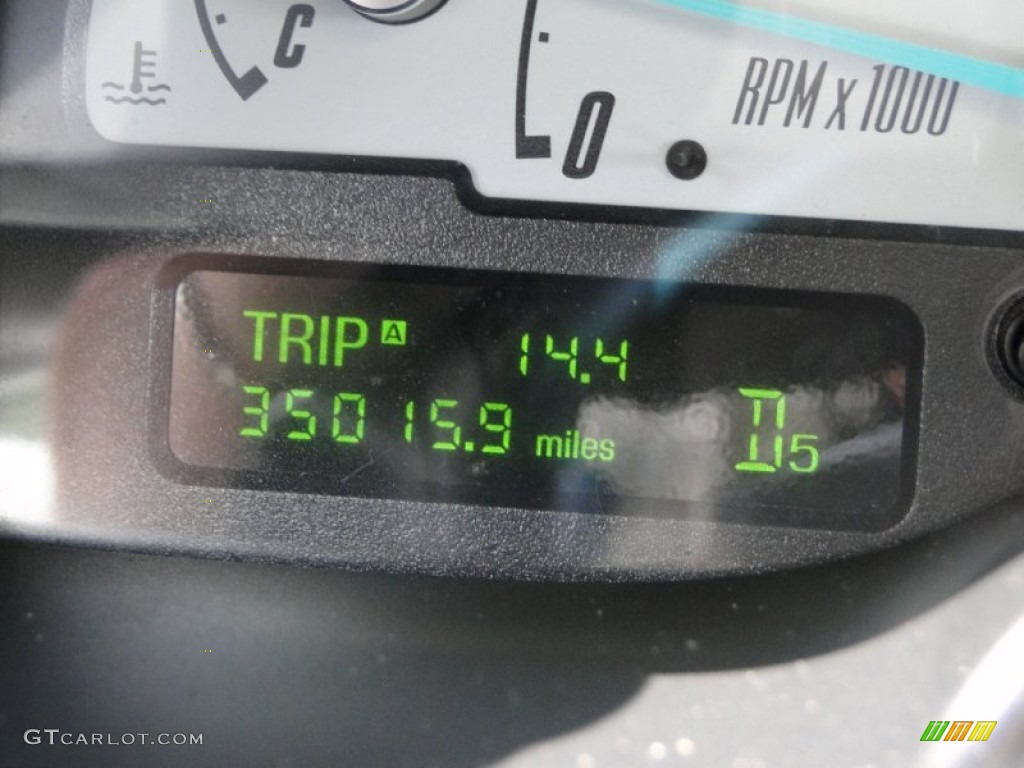 C
0
RPM x 1000
TRIP A 14.4
35015.9 miles D5
GTCARLOT.COM